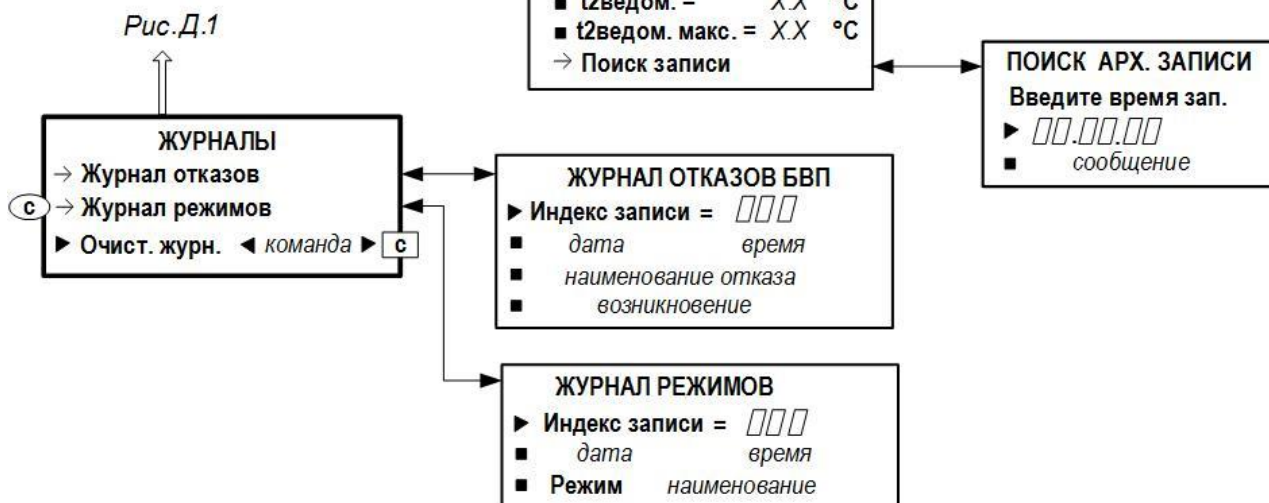 Рис.Д.1
t2ведом. = X.X °C
■ t2ведом. макс. = X.X °C
→ Поиск записи
ПОИСК АРХ. ЗАПИСИ
Введите время зап.
▶ 00.00.00
■ сообщение
ЖУРНАЛЫ
→ Журнал отказов
с → Журнал режимов
▶ Очист. журн. ◀ команда ▶ с
ЖУРНАЛ ОТКАЗОВ БВП
▶ Индекс записи = 000
■ дата время
■ наименование отказа
■ возникновение
ЖУРНАЛ РЕЖИМОВ
▶ Индекс записи = 000
■ дата время
■ Режим наименование